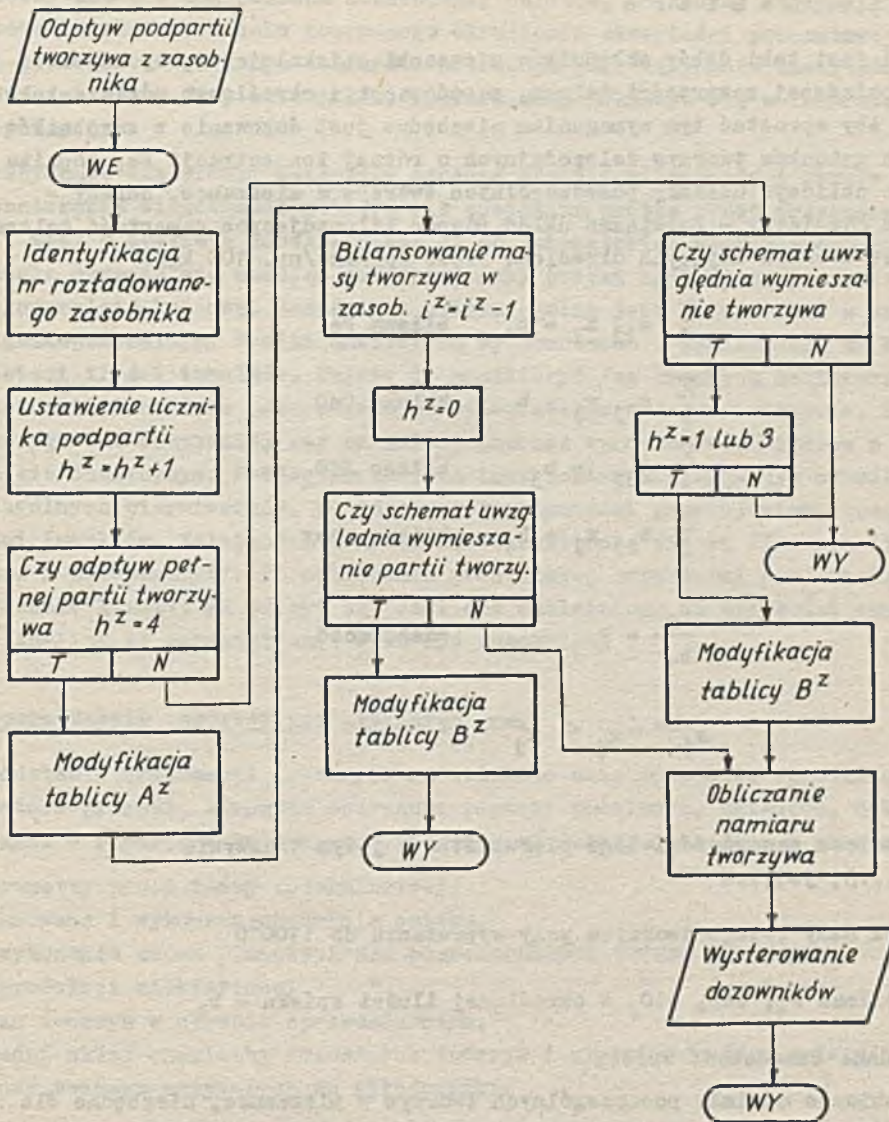 Odpływ podpartii
tworzywa z zasob-
nika
WE
Identyfikacja
nr rozładowane-
go zasobnika
Ustawienie liczni-
ka podpartii
h^z=h^z+1
Czy odpływ peł-
nej partii tworzy-
wa h^z=4
T N
Modyfikacja
tablicy A^z
Bilansowanie ma-
sy tworzywa w
zasob. i^z=i^z-1
h^z=0
Czy schemat uwzg-
lędnia wymiesza-
nie partii tworzy.
T N
Modyfikacja
tablicy B^z
WY
Czy schemat uwz-
ględnia wymiesza-
nie tworzywa
T N
h^z=1 lub 3
T N
WY
Modyfikacja
tablicy B^z
Obliczanie
namiaru
tworzywa
Wysterowanie
dozowników
WY